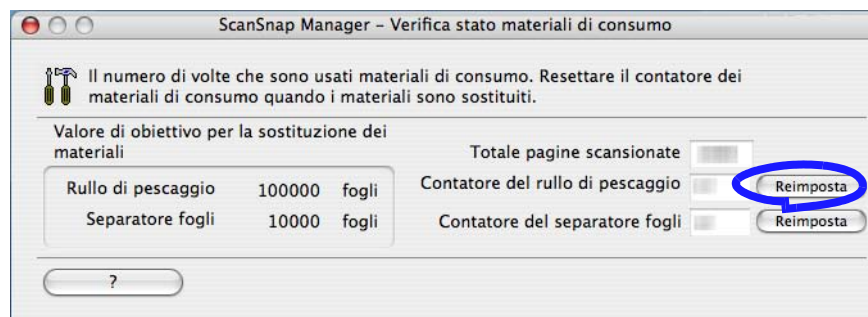 ScanSnap Manager – Verifica stato materiali di consumo
Il numero di volte che sono usati materiali di consumo. Resettare il contatore dei
materiali di consumo quando i materiali sono sostituiti.
Valore di obiettivo per la sostituzione dei
materiali
Rullo di pescaggio 100000 fogli
Separatore fogli 10000 fogli
Totale pagine scansionate
Contatore del rullo di pescaggio Reimposta
Contatore del separatore fogli Reimposta
?